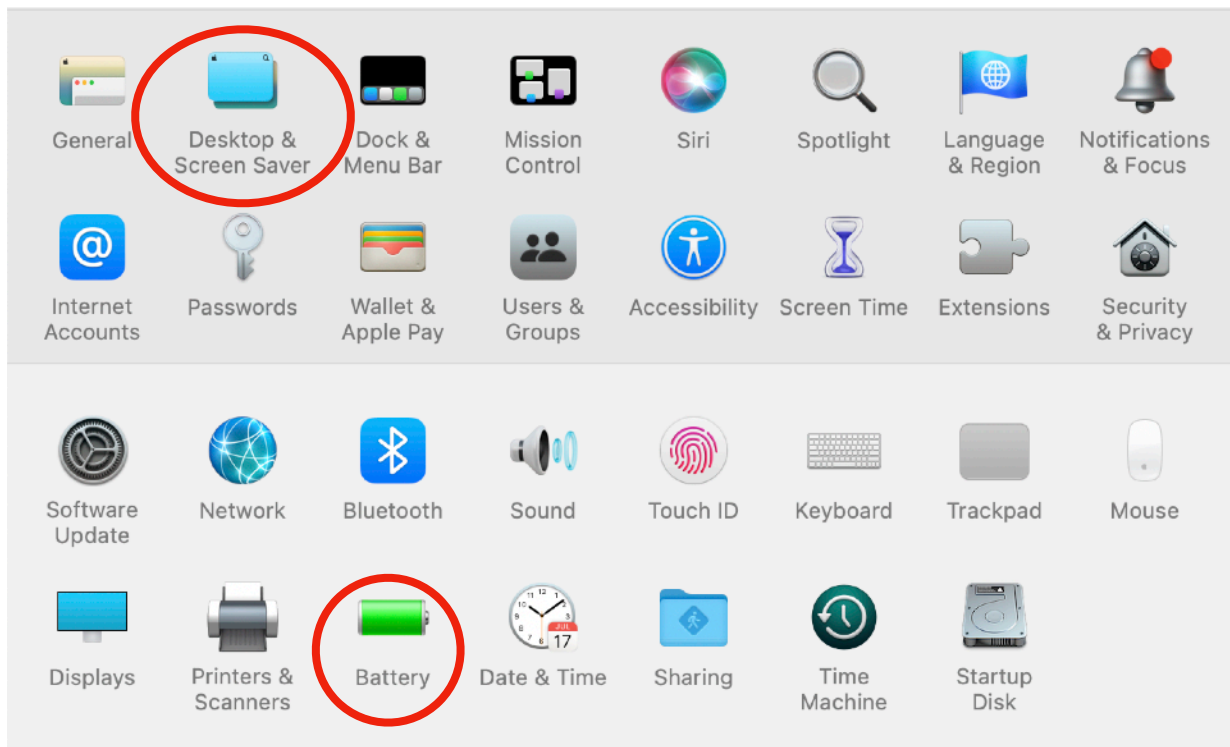 General
Desktop &
Screen Saver
Dock &
Menu Bar
Mission
Control
Siri
Spotlight
Language
& Region
Notifications
& Focus
Internet
Accounts
Passwords
Wallet &
Apple Pay
Users &
Groups
Accessibility
Screen Time
Extensions
Security
& Privacy
Software
Update
Network
Bluetooth
Sound
Touch ID
Keyboard
Trackpad
Mouse
Displays
Printers &
Scanners
Battery
JUL
17
Date & Time
Sharing
Time
Machine
Startup
Disk